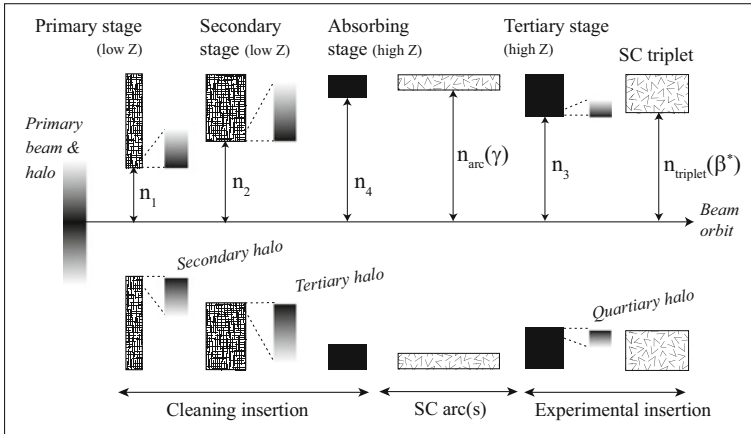 Primary stage
(low Z)
Secondary
stage (low Z)
Absorbing
stage (high Z)
Tertiary stage
(high Z)
SC triplet
Primary
beam &
halo
n1
n2
n4
narc(γ)
n3
ntriplet(β*)
Beam
orbit
Secondary halo
Tertiary halo
Quartiary halo
Cleaning insertion
SC arc(s)
Experimental insertion